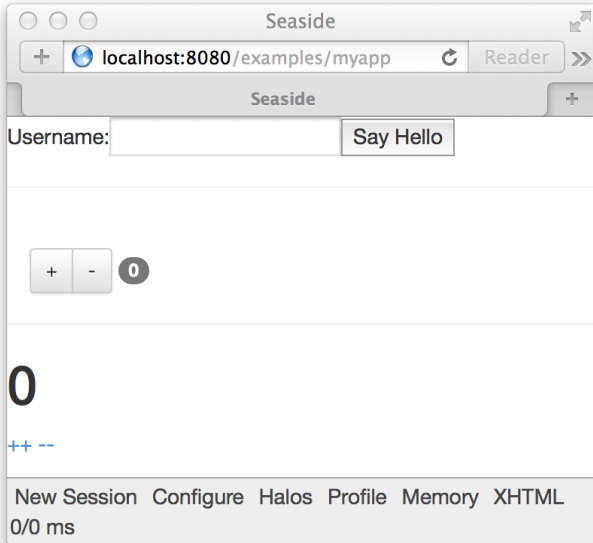 Seaside
localhost:8080/examples/myapp Reader >>
Seaside +
Username: Say Hello
+ - 0
0
++ --
New Session Configure Halos Profile Memory XHTML
0/0 ms